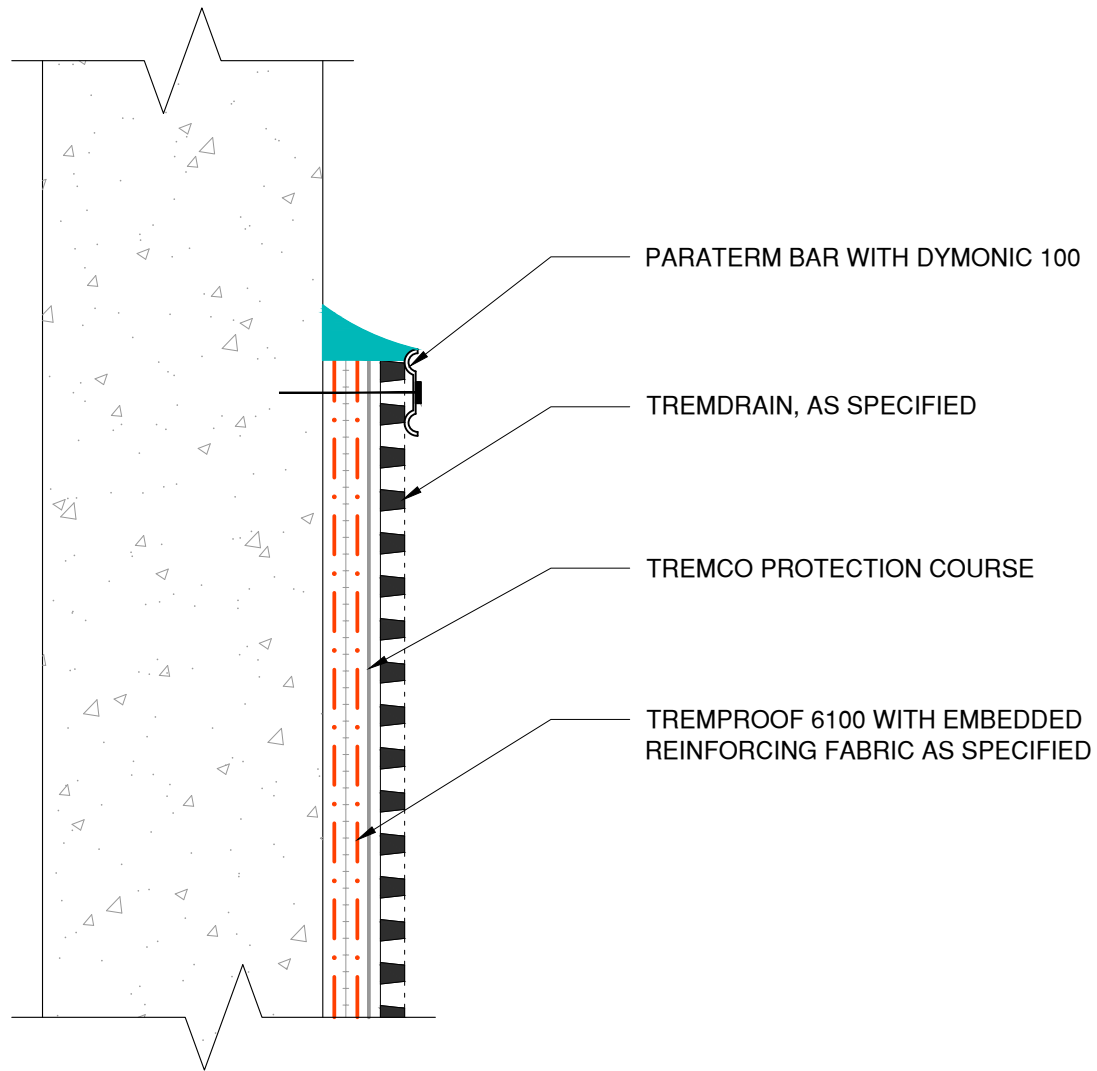 PARATERM BAR WITH DYMONIC 100
TREMDRAIN, AS SPECIFIED
TREMCO PROTECTION COURSE
TREMPROOF 6100 WITH EMBEDDED
REINFORCING FABRIC AS SPECIFIED